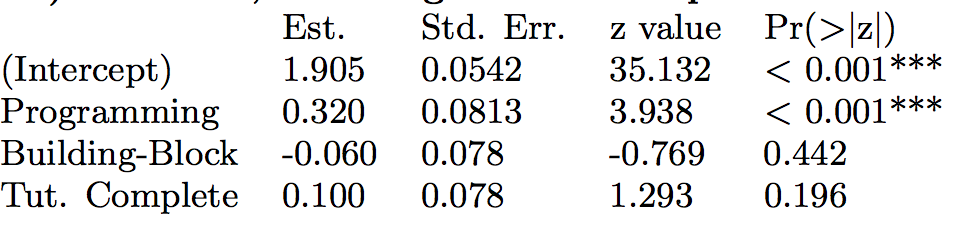 Est. Std. Err. z value Pr(>|z|)
(Intercept) 1.905 0.0542 35.132 < 0.001***
Programming 0.320 0.0813 3.938 < 0.001***
Building-Block -0.060 0.078 -0.769 0.442
Tut. Complete 0.100 0.078 1.293 0.196